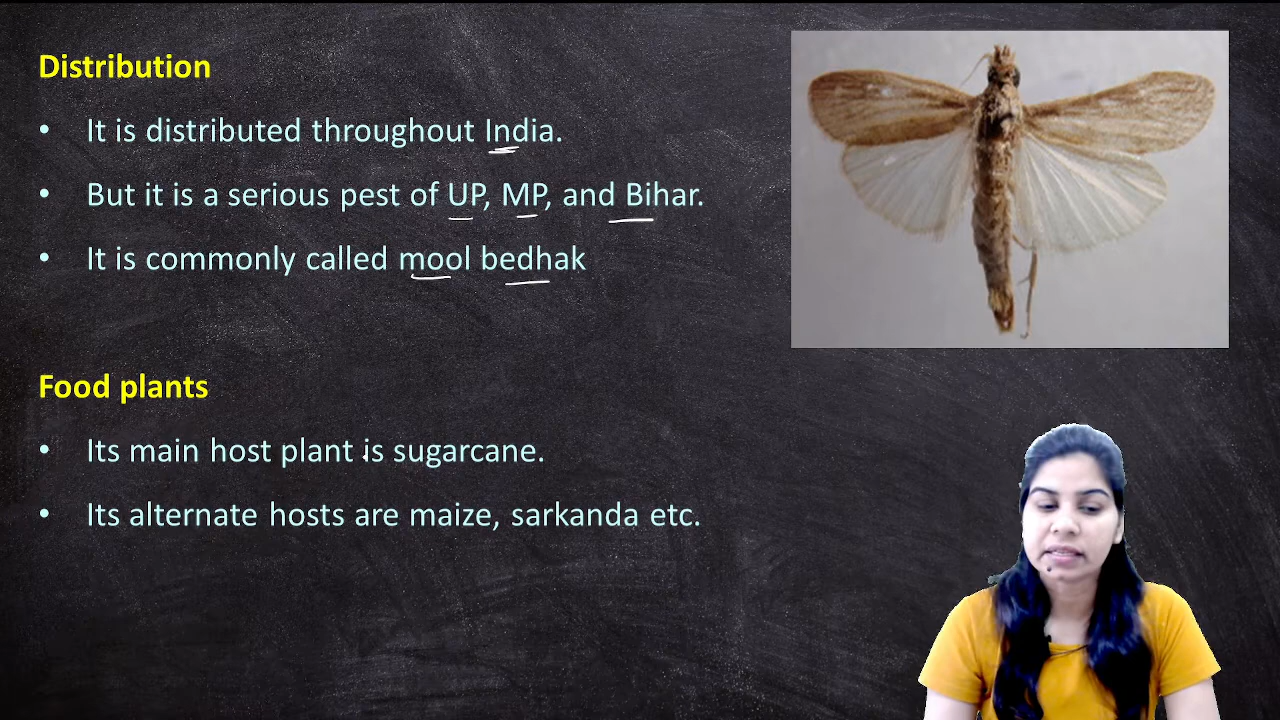 Distribution
• It is distributed throughout India.
• But it is a serious pest of UP, MP, and Bihar.
• It is commonly called mool bedhak
Food plants
• Its main host plant is sugarcane.
• Its alternate hosts are maize, sarkanda etc.